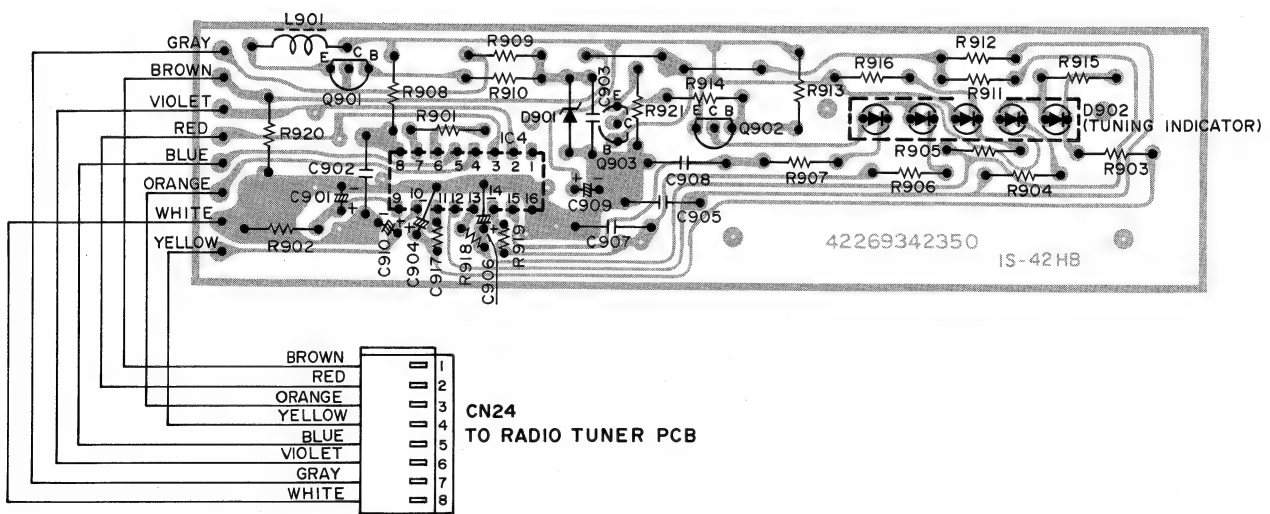 L901
GRAY
BROWN
VIOLET
RED
BLUE
ORANGE
WHITE
YELLOW
E C B
Q901
R908
R909
R910
R920
R901
C902
C901
- +
R902
IC4
8 7 6 5 4 3 2 1
9 10 11 12 13 14 15 16
D901
C903
E C B
Q903
R921
R914
E C B
Q902
R913
R916
R912
R911
R915
D902
(TUNING INDICATOR)
R905
R906
R904
R903
R907
C908
+ -
C909
C905
C907
C910
C904
C917
R918
C906
R919
42269342350
IS-42HB
BROWN 1
RED 2
ORANGE 3
YELLOW 4
BLUE 5
VIOLET 6
GRAY 7
WHITE 8
CN24
TO RADIO TUNER PCB